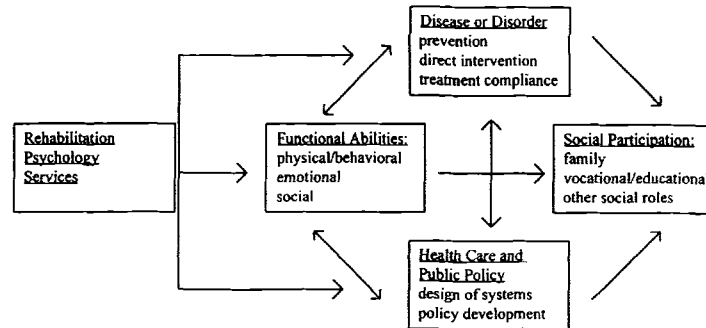 Disease or Disorder
prevention
direct intervention
treatment compliance
Rehabilitation
Psychology
Services
Functional Abilities:
physical/behavioral
emotional
social
Social Participation:
family
vocational/educationa
other social roles
Health Care and
Public Policy
design of systems
policy development